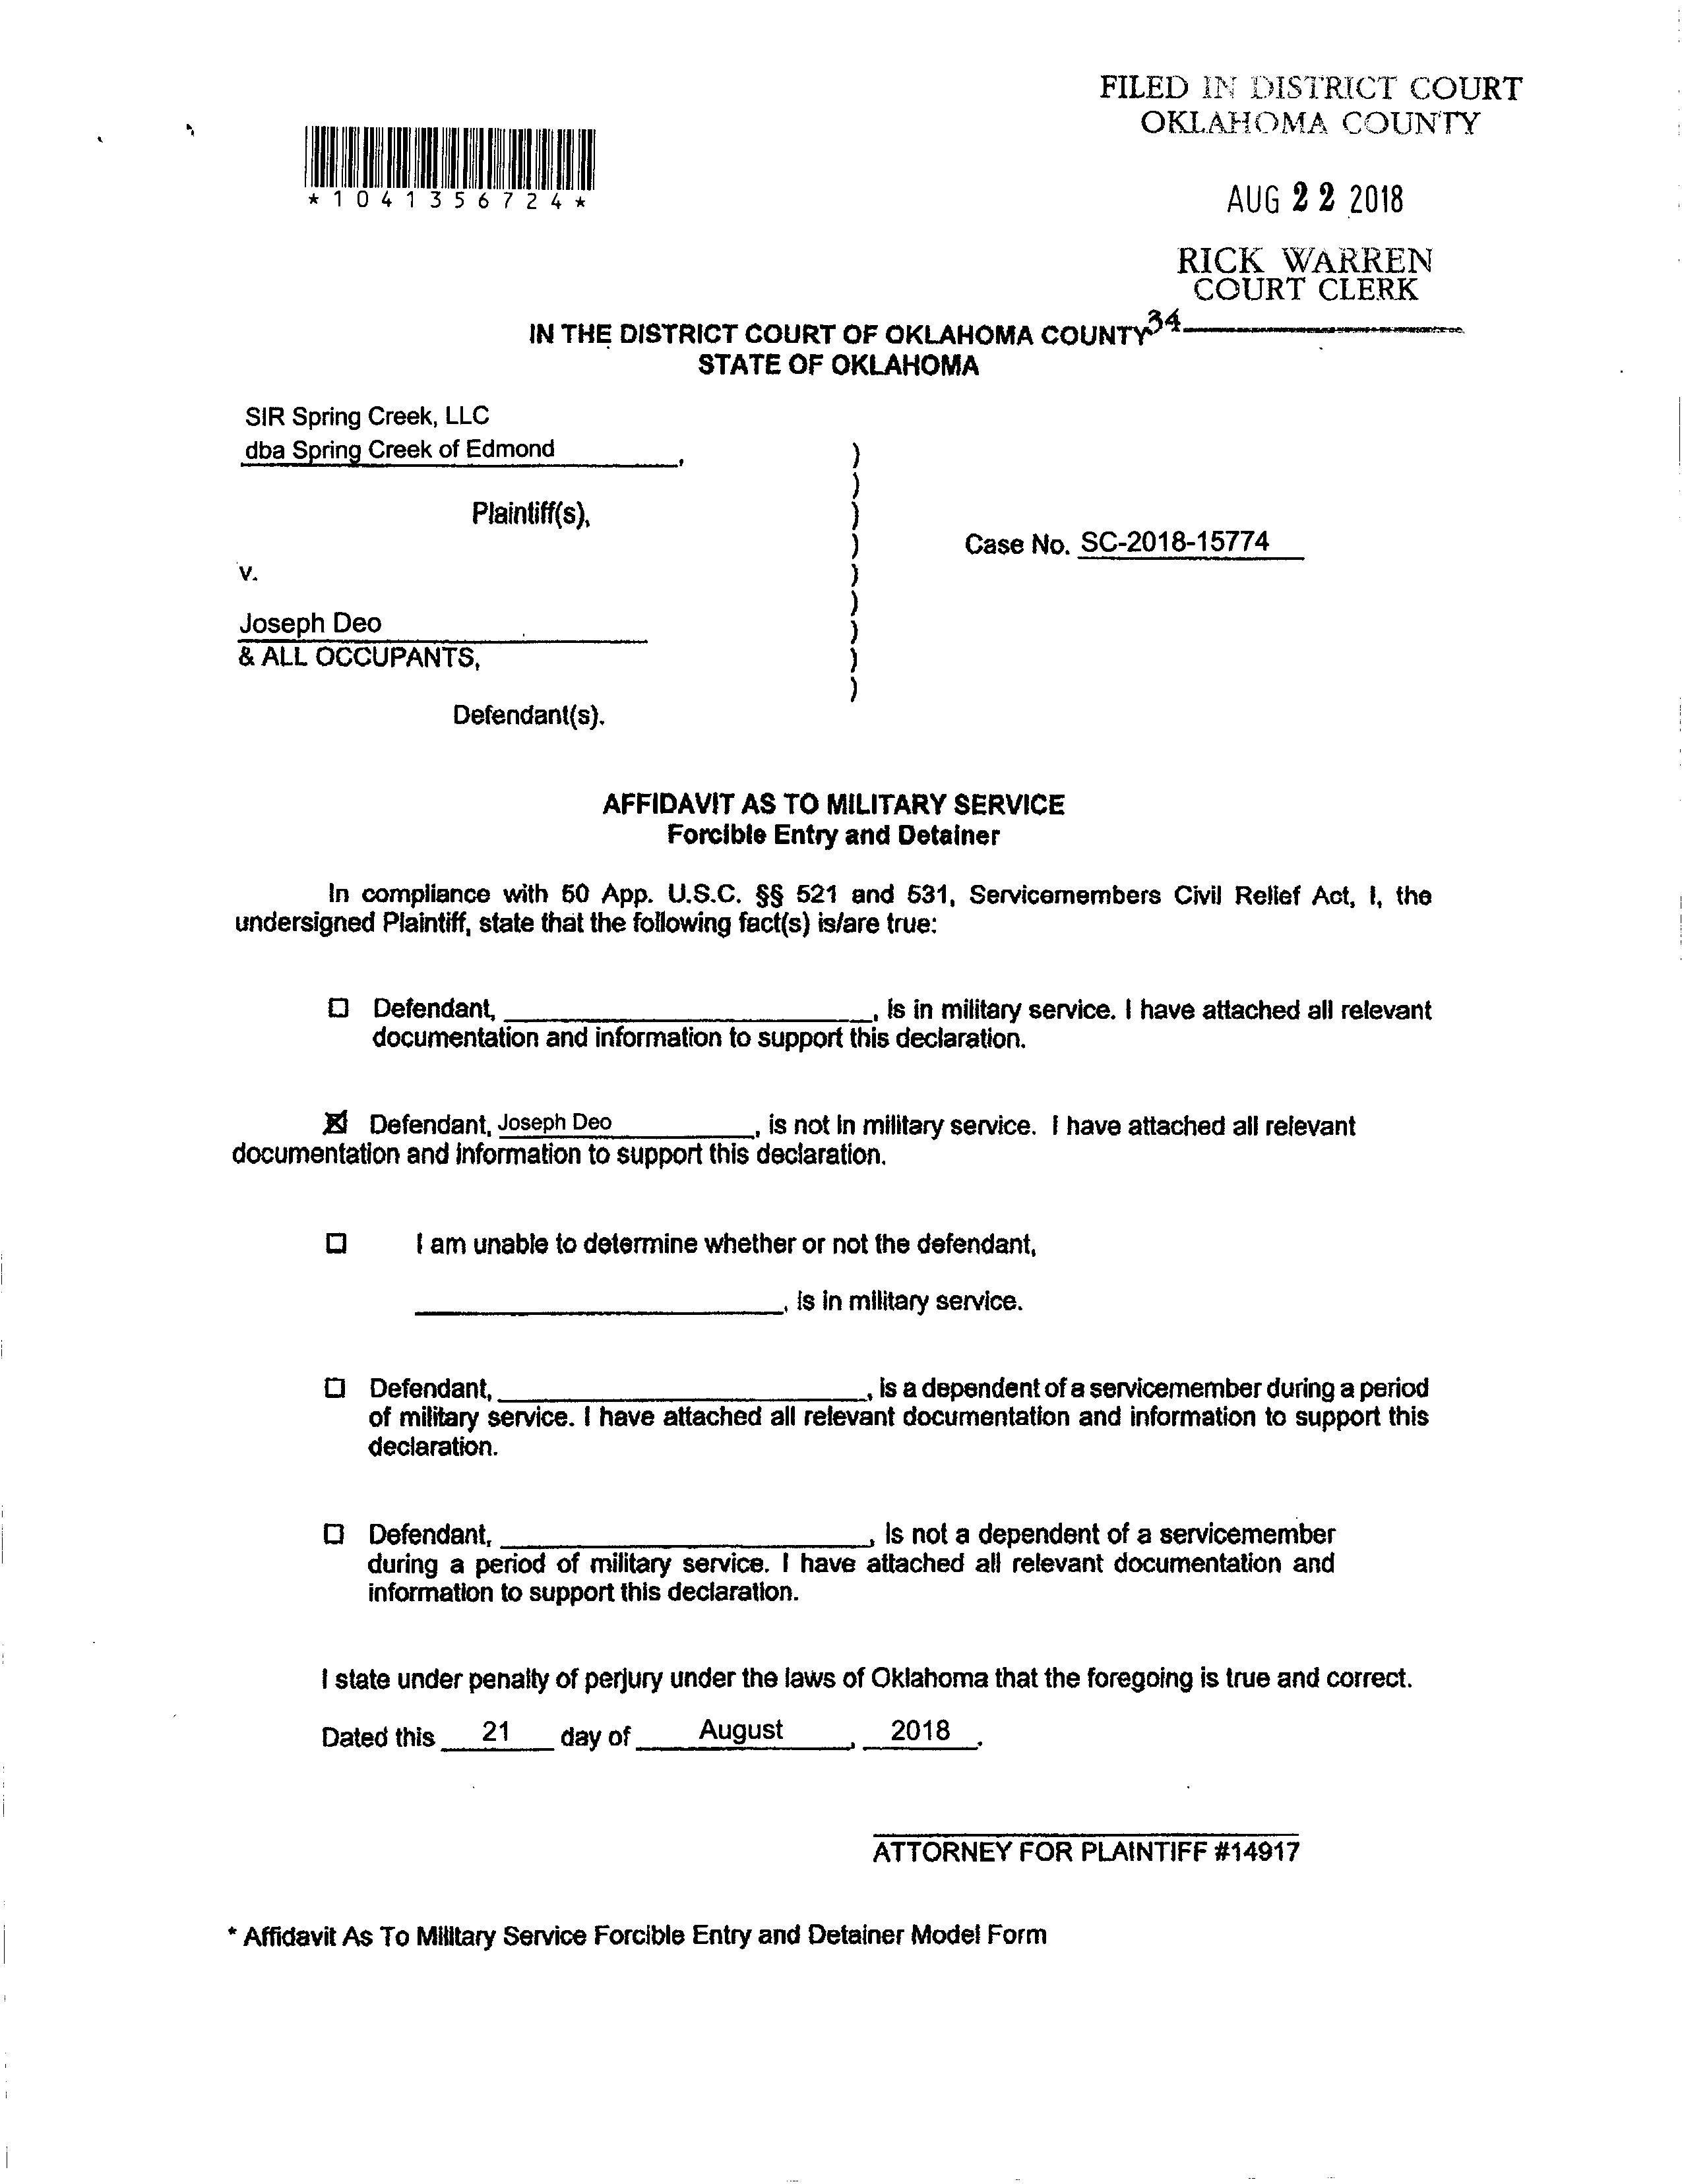 FILED IN DISTRICT COURT
OKLAHOMA COUNTY
*1041356724*
AUG 22 2018
RICK WARREN
COURT CLERK
34
IN THE DISTRICT COURT OF OKLAHOMA COUNTY
STATE OF OKLAHOMA
SIR Spring Creek, LLC
dba Spring Creek of Edmond,
Plaintiff(s),
Case No. SC-2018-15774
v.
Joseph Deo
& ALL OCCUPANTS,
Defendant(s).
)
)
)
)
)
)
)
)
)
AFFIDAVIT AS TO MILITARY SERVICE
Forcible Entry and Detainer
In compliance with 50 App. U.S.C. §§ 521 and 531, Servicemembers Civil Relief Act, I, the
undersigned Plaintiff, state that the following fact(s) is/are true:
☐ Defendant, ____________________, is in military service. I have attached all relevant
documentation and information to support this declaration.
☒ Defendant, Joseph Deo, is not in military service. I have attached all relevant
documentation and information to support this declaration.
☐ I am unable to determine whether or not the defendant,
____________________, is in military service.
☐ Defendant, ____________________, is a dependent of a servicemember during a period
of military service. I have attached all relevant documentation and information to support this
declaration.
☐ Defendant, ____________________, is not a dependent of a servicemember
during a period of military service. I have attached all relevant documentation and
information to support this declaration.
I state under penalty of perjury under the laws of Oklahoma that the foregoing is true and correct.
Dated this 21 day of August, 2018.
ATTORNEY FOR PLAINTIFF #14917
* Affidavit As To Military Service Forcible Entry and Detainer Model Form